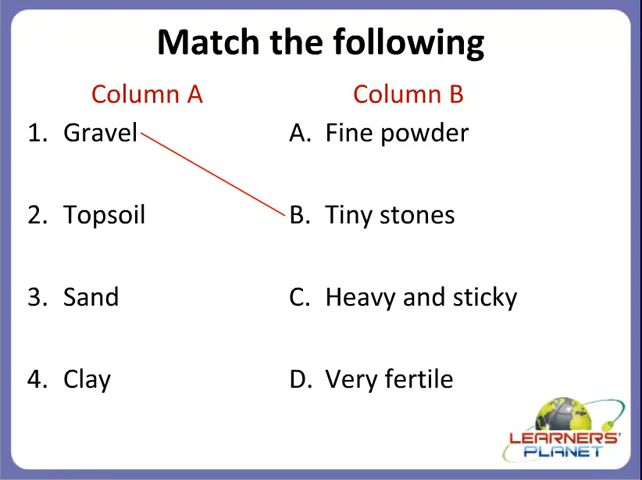 Match the following
Column A Column B
1. Gravel A. Fine powder
2. Topsoil B. Tiny stones
3. Sand C. Heavy and sticky
4. Clay D. Very fertile
LEARNERS'
PLANET